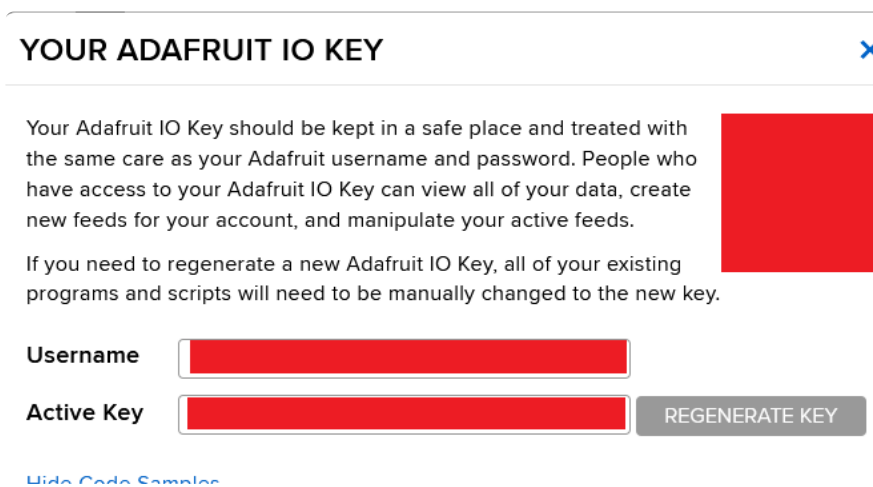 YOUR ADAFRUIT IO KEY
Your Adafruit IO Key should be kept in a safe place and treated with
the same care as your Adafruit username and password. People who
have access to your Adafruit IO Key can view all of your data, create
new feeds for your account, and manipulate your active feeds.
If you need to regenerate a new Adafruit IO Key, all of your existing
programs and scripts will need to be manually changed to the new key.
Username
Active Key
REGENERATE KEY
Hide Code Samples